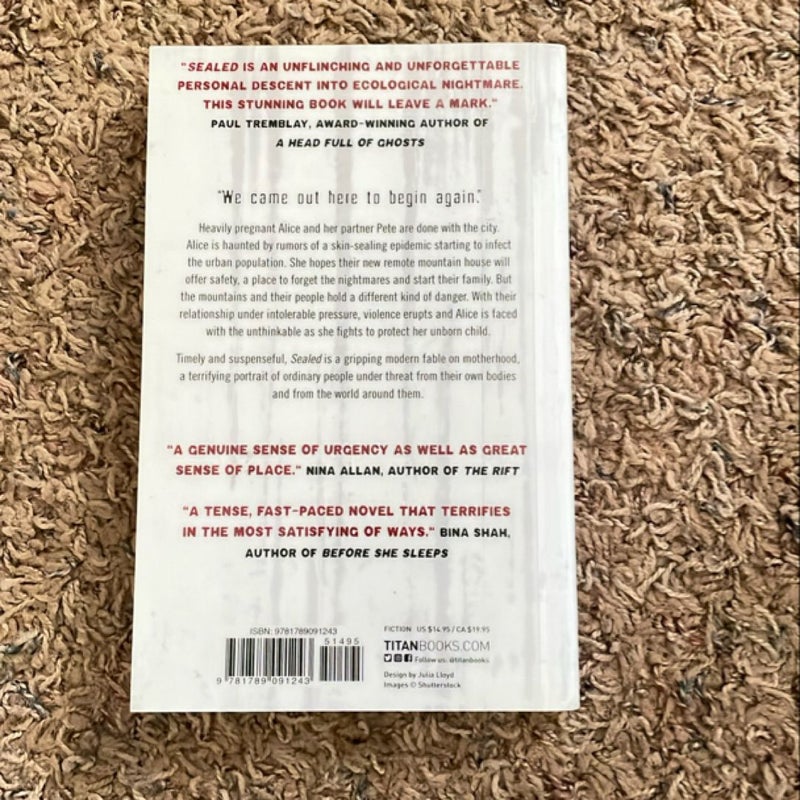 "SEALED IS AN UNFLINCHING AND UNFORGETTABLE
PERSONAL DESCENT INTO ECOLOGICAL NIGHTMARE.
THIS STUNNING BOOK WILL LEAVE A MARK."
PAUL TREMBLAY, AWARD-WINNING AUTHOR OF
A HEAD FULL OF GHOSTS
"We came out here to begin again."
Heavily pregnant Alice and her partner Pete are done with the city.
Alice is haunted by rumors of a skin-sealing epidemic starting to infect
the urban population. She hopes their new remote mountain house will
offer safety, a place to forget the nightmares and start their family. But
the mountains and their people hold a different kind of danger. With their
relationship under intolerable pressure, violence erupts and Alice is faced
with the unthinkable as she fights to protect her unborn child.
Timely and suspenseful, Sealed is a gripping modern fable on motherhood,
a terrifying portrait of ordinary people under threat from their own bodies
and from the world around them.
"A GENUINE SENSE OF URGENCY AS WELL AS GREAT
SENSE OF PLACE." NINA ALLAN, AUTHOR OF THE RIFT
"A TENSE, FAST-PACED NOVEL THAT TERRIFIES
IN THE MOST SATISFYING OF WAYS." BINA SHAH,
AUTHOR OF BEFORE SHE SLEEPS
ISBN: 9781789091243
51495
9 781789 091243
FICTION US $14.95 / CA $19.95
TITANBOOKS.COM
Follow us: @titanbooks
Design by Julia Lloyd
Images © Shutterstock